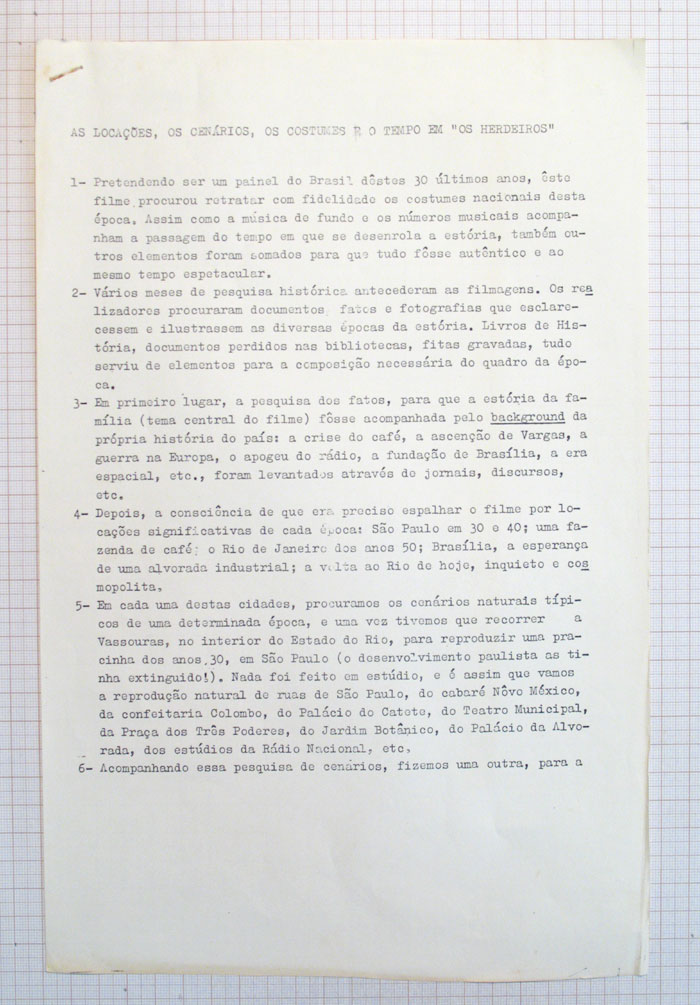 AS LOCAÇÕES, OS CENÁRIOS, OS COSTUMES E O TEMPO EM "OS HERDEIROS"
1- Pretendendo ser um painel do Brasil dêstes 30 últimos anos, êste
filme procurou retratar com fidelidade os costumes nacionais desta
época. Assim como a música de fundo e os números musicais acompa-
nham a passagem do tempo em que se desenrola a estória, também ou-
tros elementos foram somados para que tudo fôsse autêntico e ao
mesmo tempo espetacular.
2- Vários meses de pesquisa histórica antecederam as filmagens. Os rea
lizadores procuraram documentos, fatos e fotografias que esclare-
cessem e ilustrassem as diversas épocas da estória. Livros de His-
tória, documentos perdidos nas bibliotecas, fitas gravadas, tudo
serviu de elementos para a composição necessária do quadro da épo-
ca.
3- Em primeiro lugar, a pesquisa dos fatos, para que a estória da fa-
mília (tema central do filme) fôsse acompanhada pelo background da
própria história do país: a crise do café, a ascenção de Vargas, a
guerra na Europa, o apogeu do rádio, a fundação de Brasília, a era
espacial, etc., foram levantados através de jornais, discursos,
etc.
4- Depois, a consciência de que era preciso espalhar o filme por lo-
cações significativas de cada época: São Paulo em 30 e 40; uma fa-
zenda de café; o Rio de Janeiro dos anos 50; Brasília, a esperança
de uma alvorada industrial; a volta ao Rio de hoje, inquieto e cos
mopolita.
5- Em cada uma destas cidades, procuramos os cenários naturais típi-
cos de uma determinada época, e uma vez tivemos que recorrer a
Vassouras, no interior do Estado do Rio, para reproduzir uma pra-
cinha dos anos 30, em São Paulo (o desenvolvimento paulista as ti-
nha extinguido!). Nada foi feito em estúdio, e é assim que vamos
a reprodução natural de ruas de São Paulo, do cabaré Nôvo México,
da confeitaria Colombo, do Palácio do Catete, do Teatro Municipal,
da Praça dos Três Poderes, do Jardim Botânico, do Palácio da Alvo-
rada, dos estúdios da Rádio Nacional, etc,
6- Acompanhando essa pesquisa de cenários, fizemos uma outra, para a